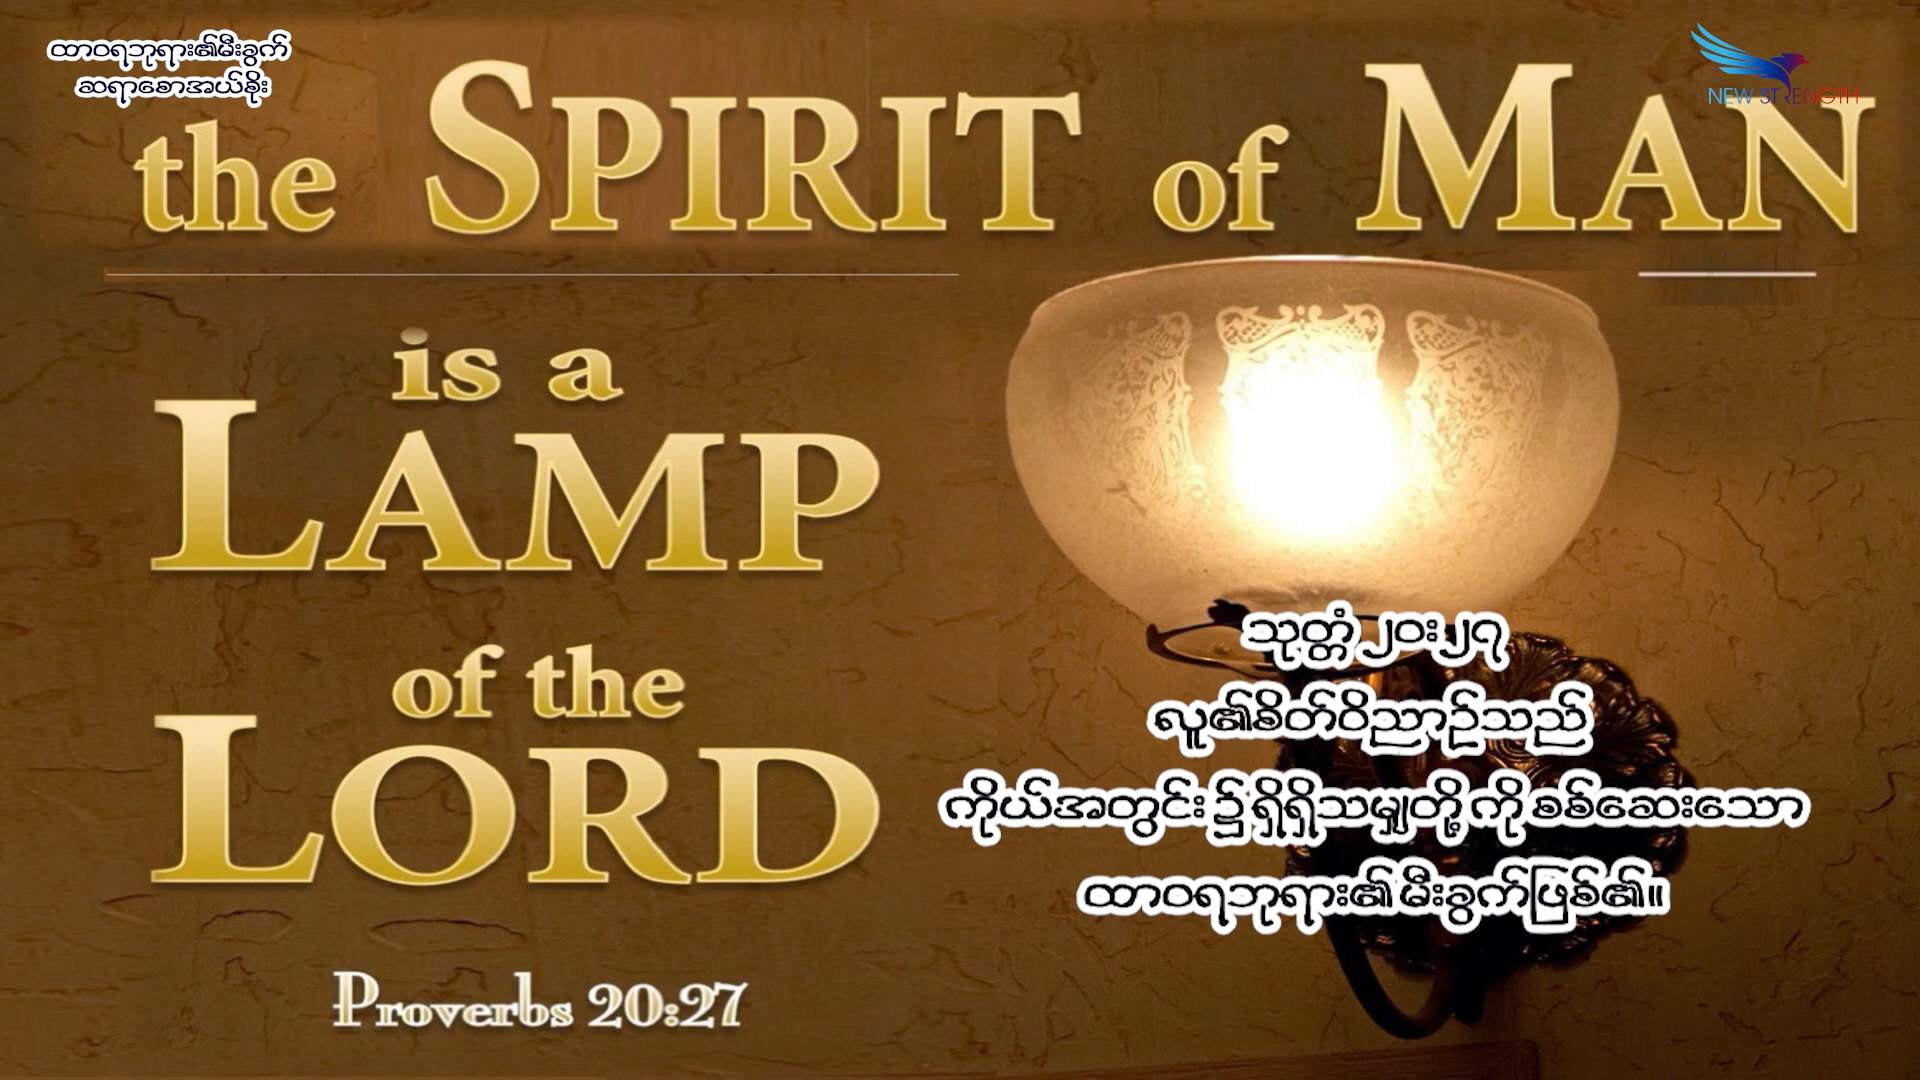 ထာဝရဘုရား၏မီးခွက်
ဆရာစောအယ်ခိုး
NEW STRENGTH
the SPIRIT of MAN
is a
LAMP
of the
LORD
Proverbs 20:27
သုတ္တံ ၂၀း၂၇
လူ၏စိတ်ဝိညာဉ်သည်
ကိုယ်အတွင်း၌ရှိရှိသမျှတို့ကိုစစ်ဆေးသော
ထာဝရဘုရား၏မီးခွက်ဖြစ်၏။